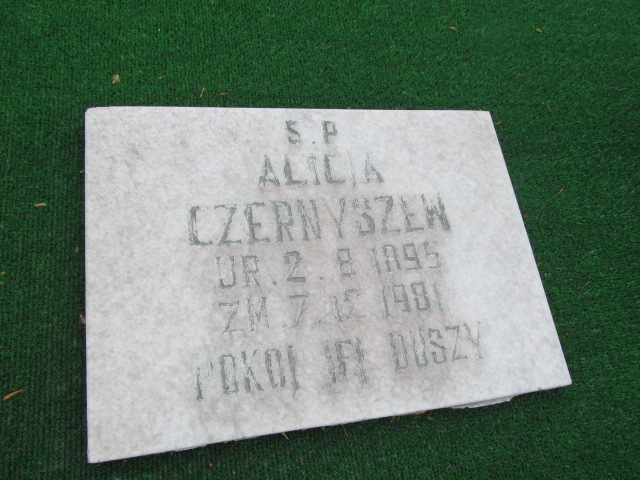 Ś.P
ALICJA
CZERNYSZEW
UR. 2. 8 1895
ZM. 7. 12 1981
POKÓJ JEJ DUSZY